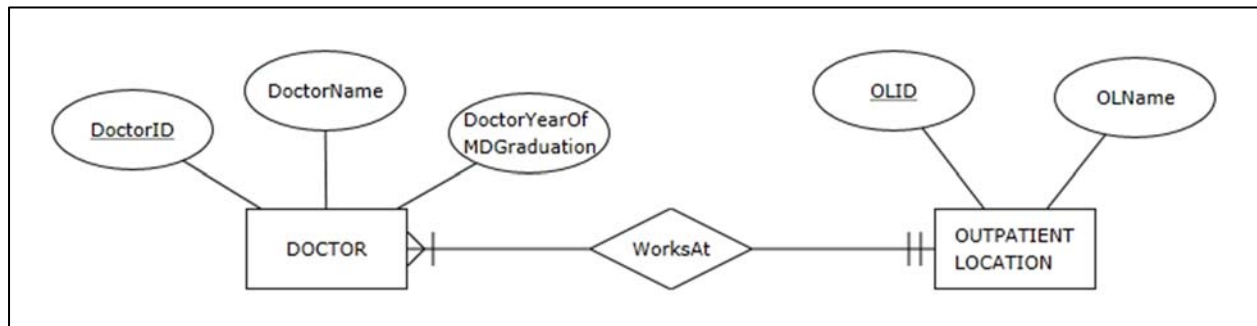 DoctorID
DoctorName
DoctorYearOf
MDGraduation
OLID
OLName
DOCTOR
WorksAt
OUTPATIENT
LOCATION